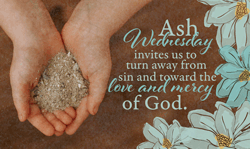 Ash
Wednesday
invites us to
turn away from
sin and toward the
love and mercy
of God.